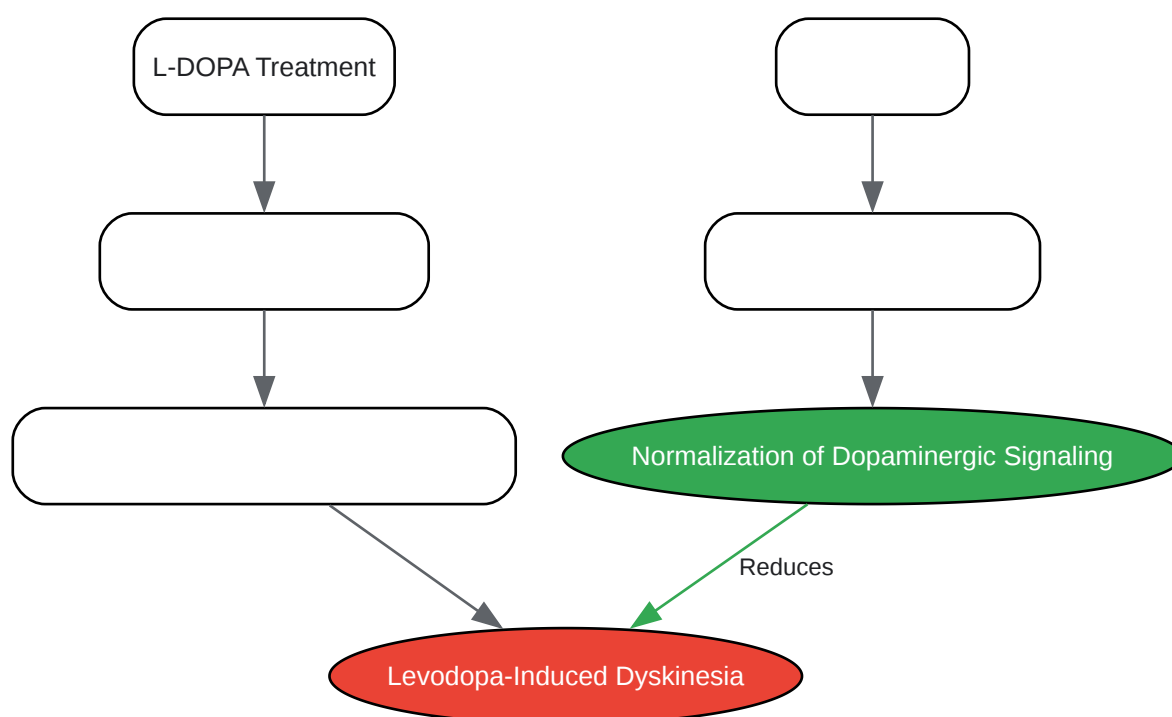 L-DOPA Treatment
Normalization of Dopaminergic Signaling
Reduces
Levodopa-Induced Dyskinesia